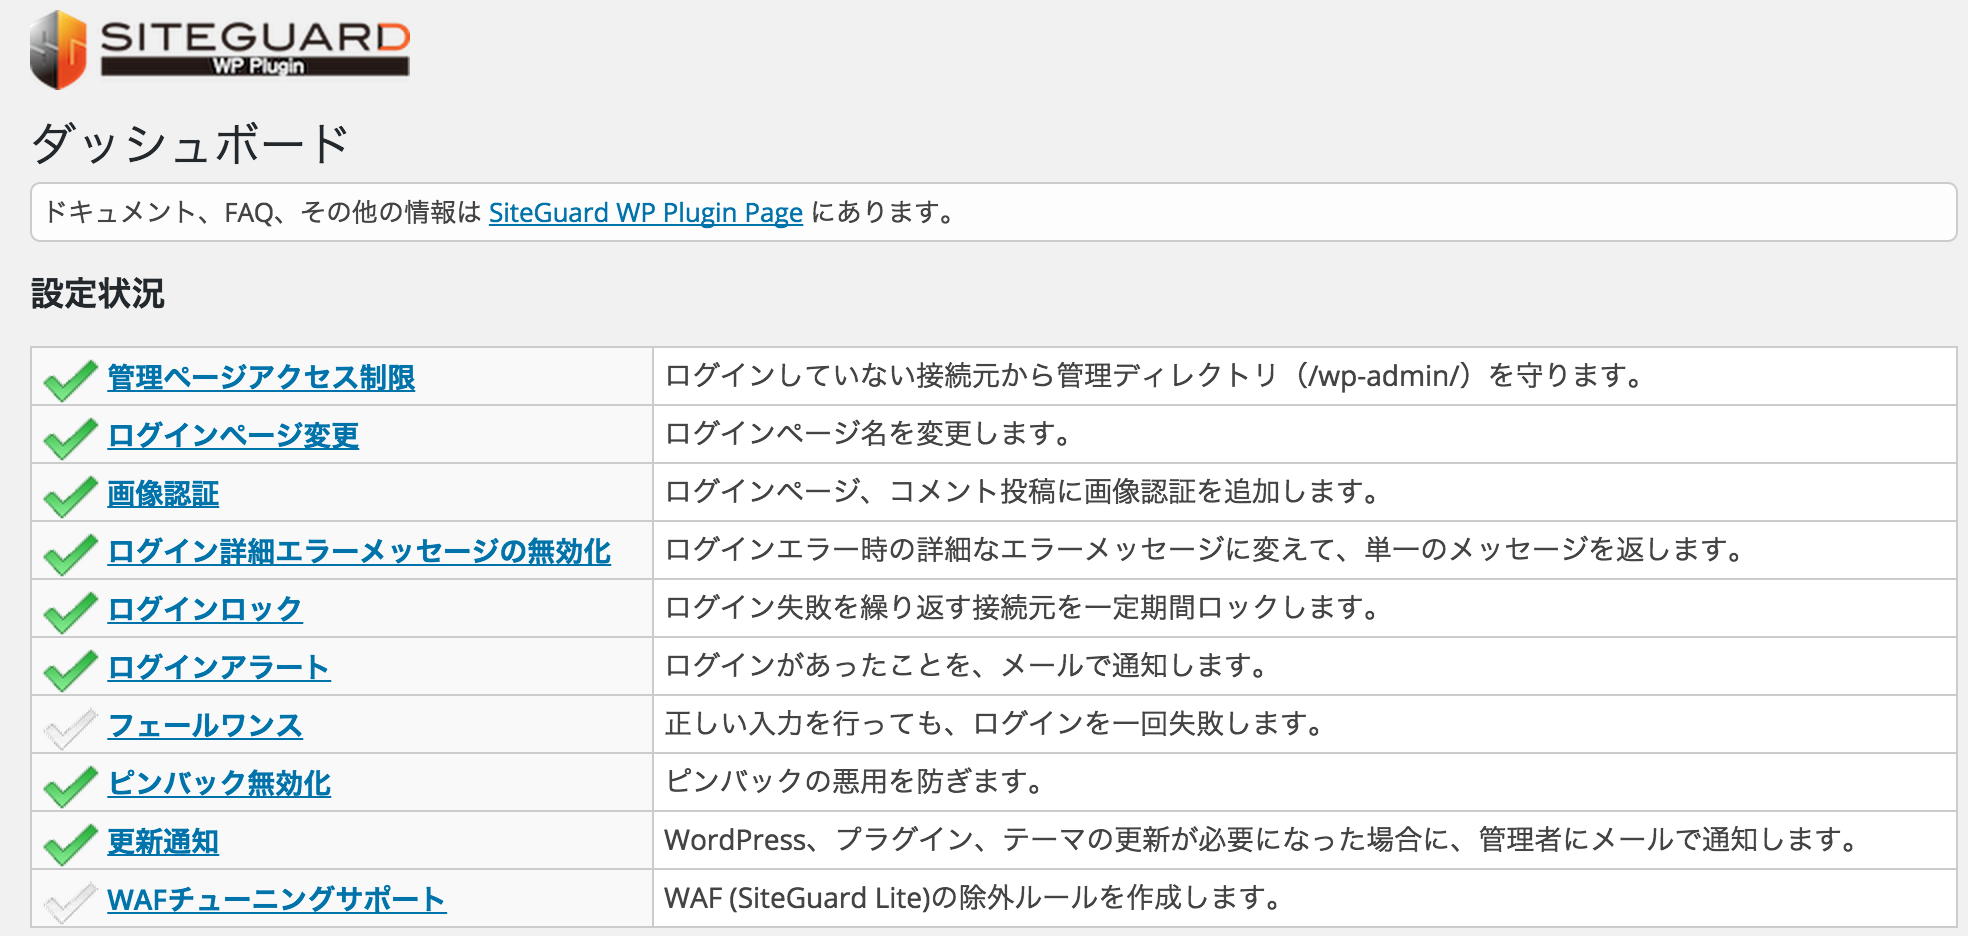 SITEGUARD
WP Plugin
ダッシュボード
ドキュメント、FAQ、その他の情報は SiteGuard WP Plugin Page にあります。
設定状況
管理ページアクセス制限 ログインしていない接続元から管理ディレクトリ（/wp-admin/）を守ります。
ログインページ変更 ログインページ名を変更します。
画像認証 ログインページ、コメント投稿に画像認証を追加します。
ログイン詳細エラーメッセージの無効化 ログインエラー時の詳細なエラーメッセージに変えて、単一のメッセージを返します。
ログインロック ログイン失敗を繰り返す接続元を一定期間ロックします。
ログインアラート ログインがあったことを、メールで通知します。
フェールワンス 正しい入力を行っても、ログインを一回失敗します。
ピンバック無効化 ピンバックの悪用を防ぎます。
更新通知 WordPress、プラグイン、テーマの更新が必要になった場合に、管理者にメールで通知します。
WAFチューニングサポート WAF (SiteGuard Lite)の除外ルールを作成します。